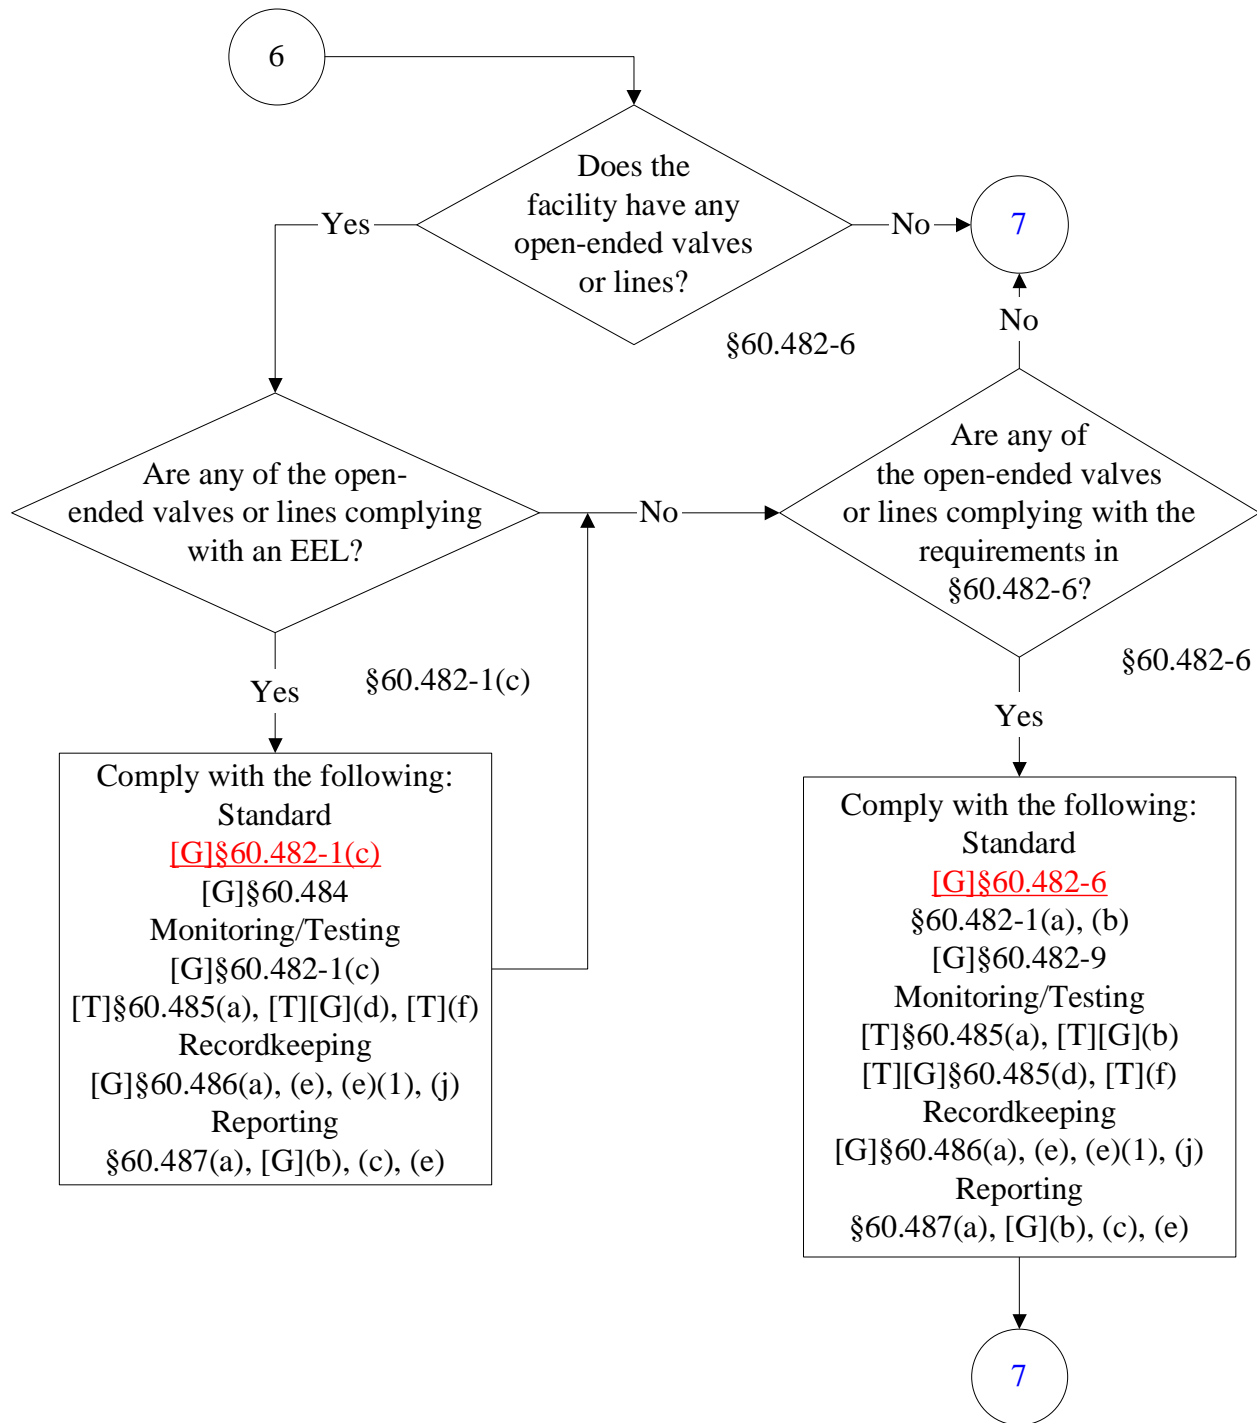 6
Does the
facility have any
open-ended valves
or lines?
Yes
No
7
§60.482-6
No
Are any of the open-
ended valves or lines complying
with an EEL?
No
Are any of
the open-ended valves
or lines complying with the
requirements in
§60.482-6?
§60.482-1(c)
§60.482-6
Yes
Yes
Comply with the following:
Standard
[G]§60.482-1(c)
[G]§60.484
Monitoring/Testing
[G]§60.482-1(c)
[T]§60.485(a), [T][G](d), [T](f)
Recordkeeping
[G]§60.486(a), (e), (e)(1), (j)
Reporting
§60.487(a), [G](b), (c), (e)
Comply with the following:
Standard
[G]§60.482-6
§60.482-1(a), (b)
[G]§60.482-9
Monitoring/Testing
[T]§60.485(a), [T][G](b)
[T][G]§60.485(d), [T](f)
Recordkeeping
[G]§60.486(a), (e), (e)(1), (j)
Reporting
§60.487(a), [G](b), (c), (e)
7